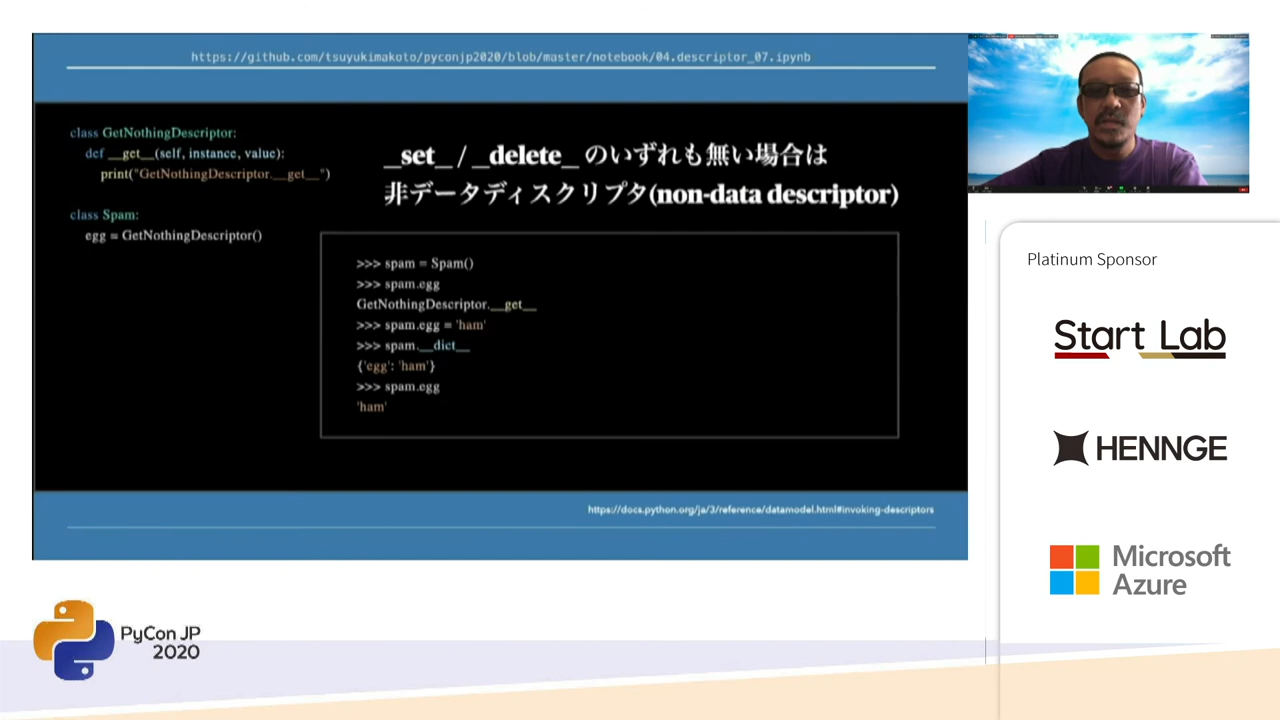 https://github.com/tsuyukimakoto/pyconjp2020/blob/master/notebook/04.descriptor_07.ipynb
class GetNothingDescriptor:
def __get__(self, instance, value):
print("GetNothingDescriptor.__get__")
class Spam:
egg = GetNothingDescriptor()
_set_ / _delete_ のいずれも無い場合は
非データディスクリプタ(non-data descriptor)
>>> spam = Spam()
>>> spam.egg
GetNothingDescriptor.__get__
>>> spam.egg = 'ham'
>>> spam.__dict__
{'egg': 'ham'}
>>> spam.egg
'ham'
https://docs.python.org/ja/3/reference/datamodel.html#invoking-descriptors
Platinum Sponsor
Start Lab
HENNGE
Microsoft
Azure
PyCon JP
2020